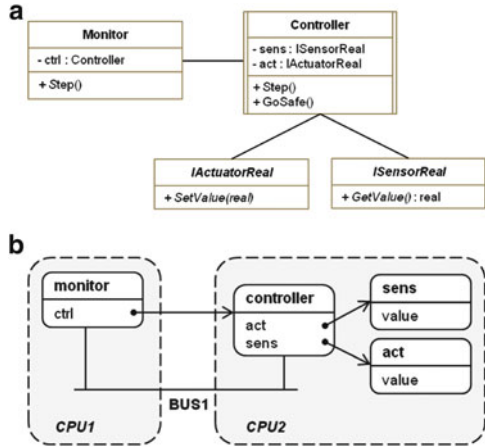 a
Monitor
- ctrl : Controller
+ Step()
Controller
- sens : ISensorReal
- act : IActuatorReal
+ Step()
+ GoSafe()
IActuatorReal
+ SetValue(real)
ISensorReal
+ GetValue() : real
b
monitor
ctrl
controller
act
sens
sens
value
act
value
BUS1
CPU1
CPU2